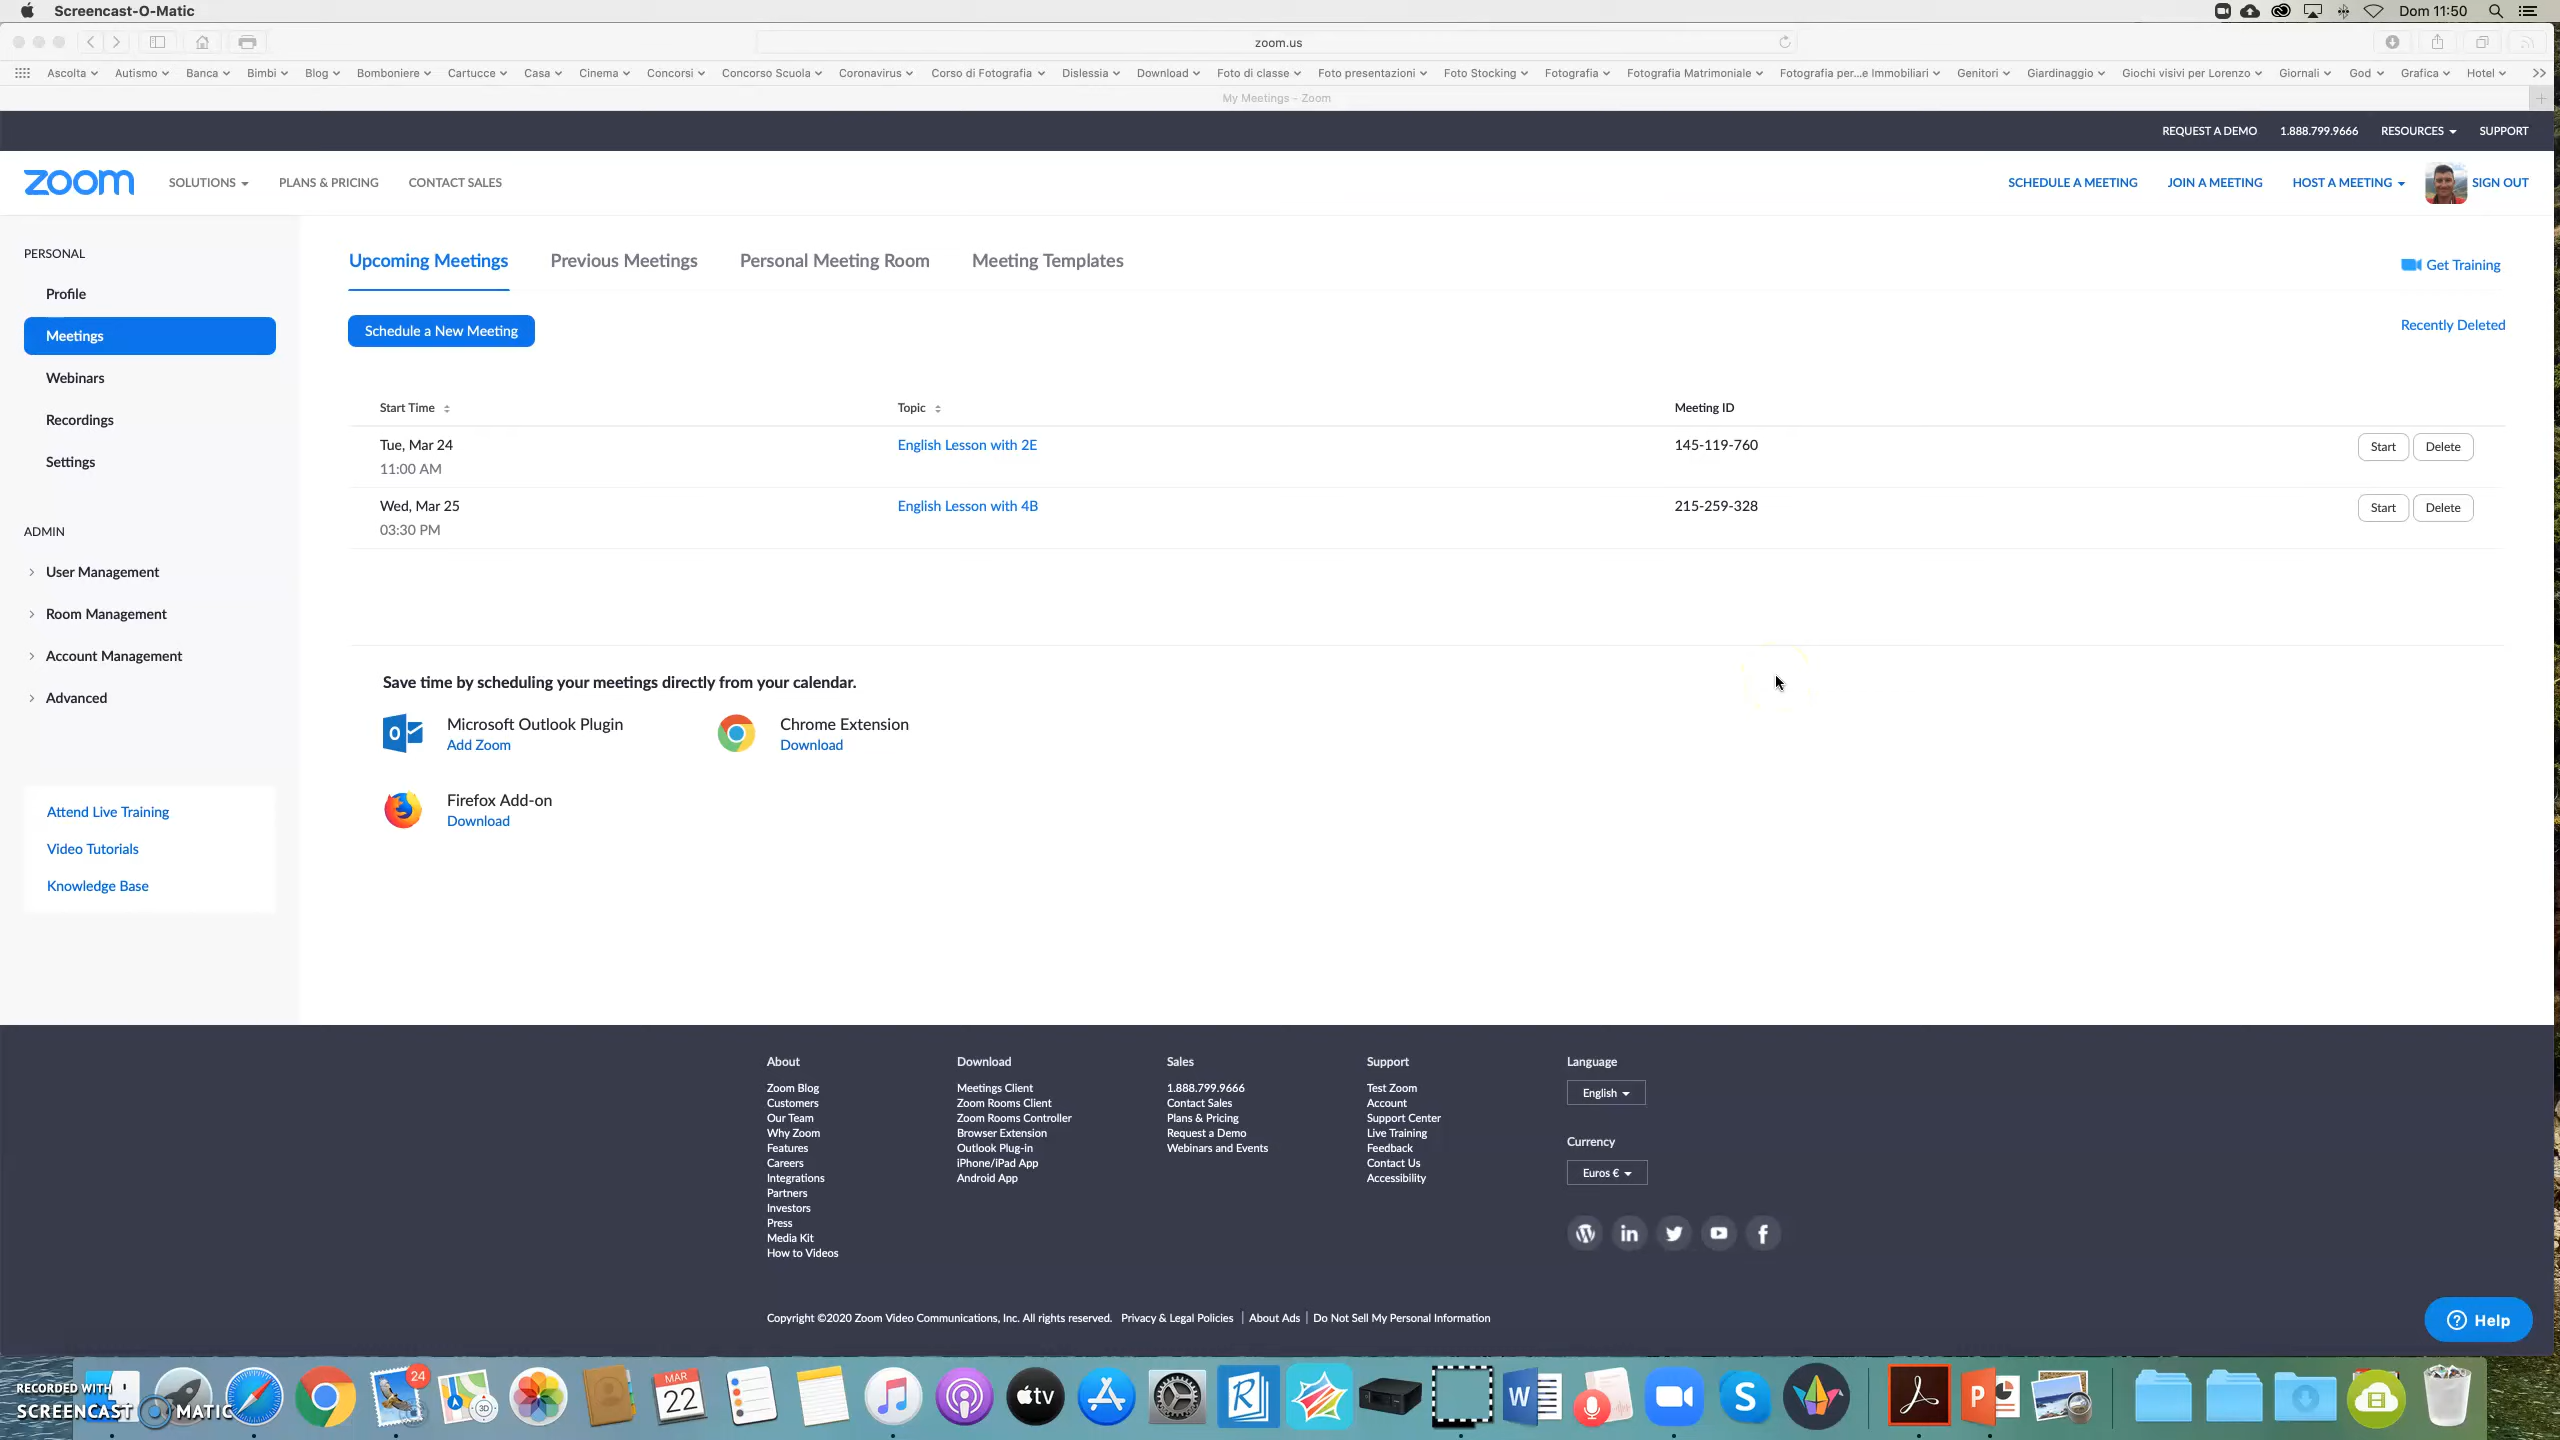 Screencast-O-Matic
Dom 11:50
zoom.us
Ascolta Autismo Banca Bimbi Blog Bomboniere Cartucce Casa Cinema Concorsi Concorso Scuola Coronavirus Corso di Fotografia Dislessia Download Foto di classe Foto presentazioni Foto Stocking Fotografia Fotografia Matrimoniale Fotografia per...e Immobiliari Genitori Giardinaggio Giochi visivi per Lorenzo Giornali God Grafica Hotel
My Meetings - Zoom
REQUEST A DEMO 1.888.799.9666 RESOURCES SUPPORT
zoom SOLUTIONS PLANS & PRICING CONTACT SALES SCHEDULE A MEETING JOIN A MEETING HOST A MEETING SIGN OUT
PERSONAL
Profile
Meetings
Webinars
Recordings
Settings
ADMIN
User Management
Room Management
Account Management
Advanced
Attend Live Training
Video Tutorials
Knowledge Base
Upcoming Meetings Previous Meetings Personal Meeting Room Meeting Templates
Get Training
Schedule a New Meeting
Recently Deleted
Start Time Topic Meeting ID
Tue, Mar 24 English Lesson with 2E 145-119-760 Start Delete
11:00 AM
Wed, Mar 25 English Lesson with 4B 215-259-328 Start Delete
03:30 PM
Save time by scheduling your meetings directly from your calendar.
Microsoft Outlook Plugin
Add Zoom
Chrome Extension
Download
Firefox Add-on
Download
About
Zoom Blog
Customers
Our Team
Why Zoom
Features
Careers
Integrations
Partners
Investors
Press
Media Kit
How to Videos
Download
Meetings Client
Zoom Rooms Client
Zoom Rooms Controller
Browser Extension
Outlook Plug-in
iPhone/iPad App
Android App
Sales
1.888.799.9666
Contact Sales
Plans & Pricing
Request a Demo
Webinars and Events
Support
Test Zoom
Account
Support Center
Live Training
Feedback
Contact Us
Accessibility
Language
English
Currency
Euros €
Copyright ©2020 Zoom Video Communications, Inc. All rights reserved. Privacy & Legal Policies | About Ads | Do Not Sell My Personal Information
Help
24
3D
MAR
22
tv
RECORDED WITH
SCREENCAST MATIC